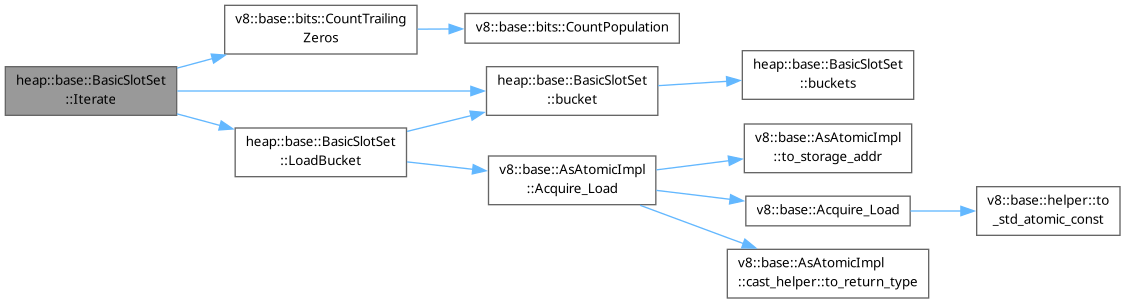 v8::base::bits::CountTrailing
Zeros
v8::base::bits::CountPopulation
heap::base::BasicSlotSet
::Iterate
heap::base::BasicSlotSet
::bucket
heap::base::BasicSlotSet
::buckets
heap::base::BasicSlotSet
::LoadBucket
v8::base::AsAtomicImpl
::Acquire_Load
v8::base::AsAtomicImpl
::to_storage_addr
v8::base::Acquire_Load
v8::base::helper::to
_std_atomic_const
v8::base::AsAtomicImpl
::cast_helper::to_return_type